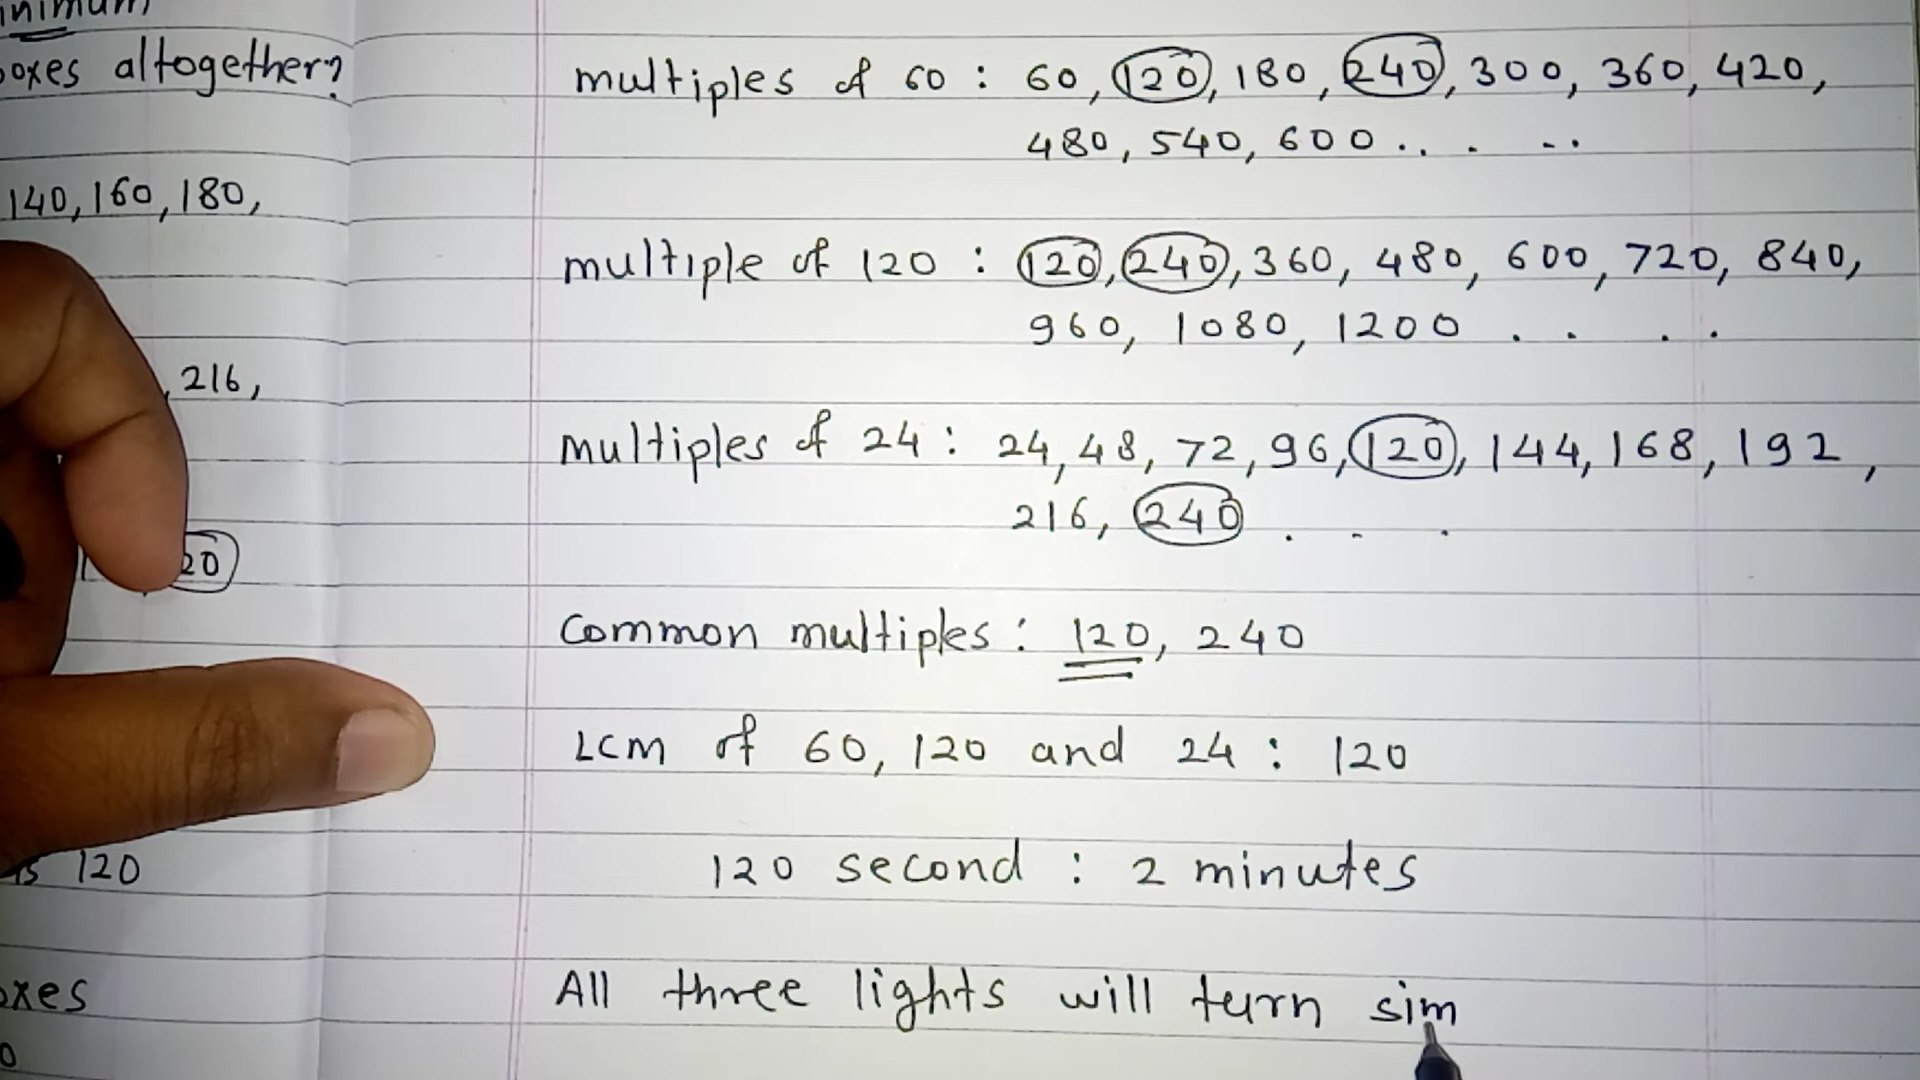 boxes altogether?
140, 160, 180,
216,
20
is 120
multiples of 60 : 60, 120, 180, 240, 300, 360, 420,
480, 540, 600 .. . ..
multiple of 120 : 120, 240, 360, 480, 600, 720, 840,
960, 1080, 1200 . . . .
multiples of 24 : 24, 48, 72, 96, 120, 144, 168, 192,
216, 240 . . .
Common multiples : 120, 240
LCM of 60, 120 and 24 : 120
120 second : 2 minutes
All three lights will turn sim